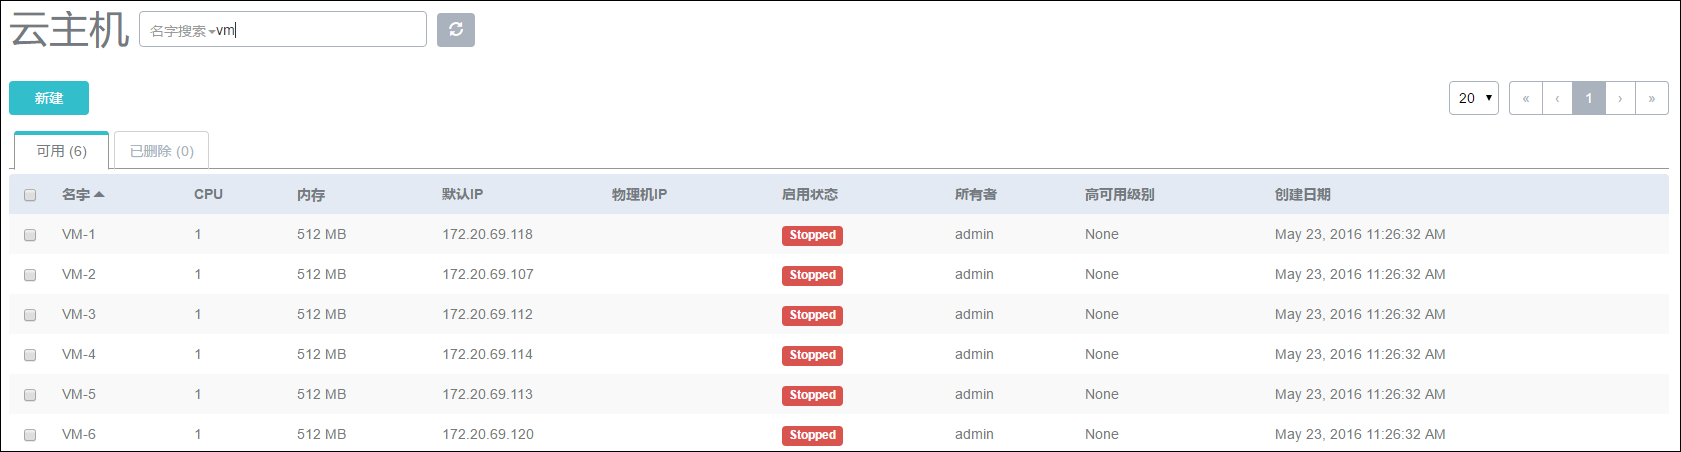 云主机 名字搜索 vm
新建 20 « ‹ 1 › »
可用 (6) 已删除 (0)
名字 CPU 内存 默认IP 物理机IP 启用状态 所有者 高可用级别 创建日期
VM-1 1 512 MB 172.20.69.118 Stopped admin None May 23, 2016 11:26:32 AM
VM-2 1 512 MB 172.20.69.107 Stopped admin None May 23, 2016 11:26:32 AM
VM-3 1 512 MB 172.20.69.112 Stopped admin None May 23, 2016 11:26:32 AM
VM-4 1 512 MB 172.20.69.114 Stopped admin None May 23, 2016 11:26:32 AM
VM-5 1 512 MB 172.20.69.113 Stopped admin None May 23, 2016 11:26:32 AM
VM-6 1 512 MB 172.20.69.120 Stopped admin None May 23, 2016 11:26:32 AM